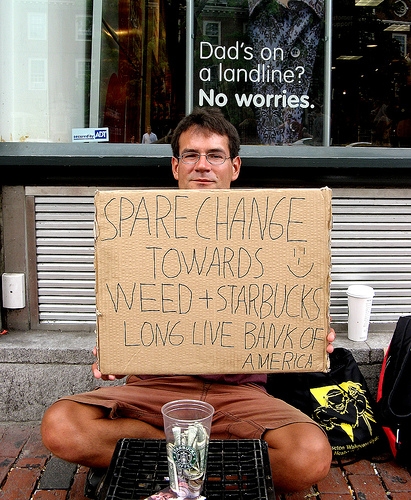 Dad's on
a landline?
No worries.
ADT
SPARE CHANGE
TOWARDS
WEED + STARBUCKS
LONG LIVE BANK OF
AMERICA